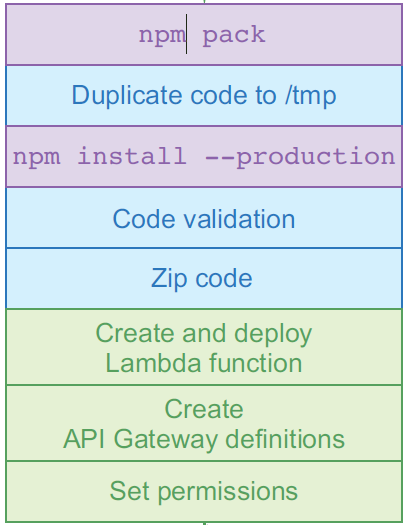 npm pack
Duplicate code to /tmp
npm install --production
Code validation
Zip code
Create and deploy
Lambda function
Create
API Gateway definitions
Set permissions